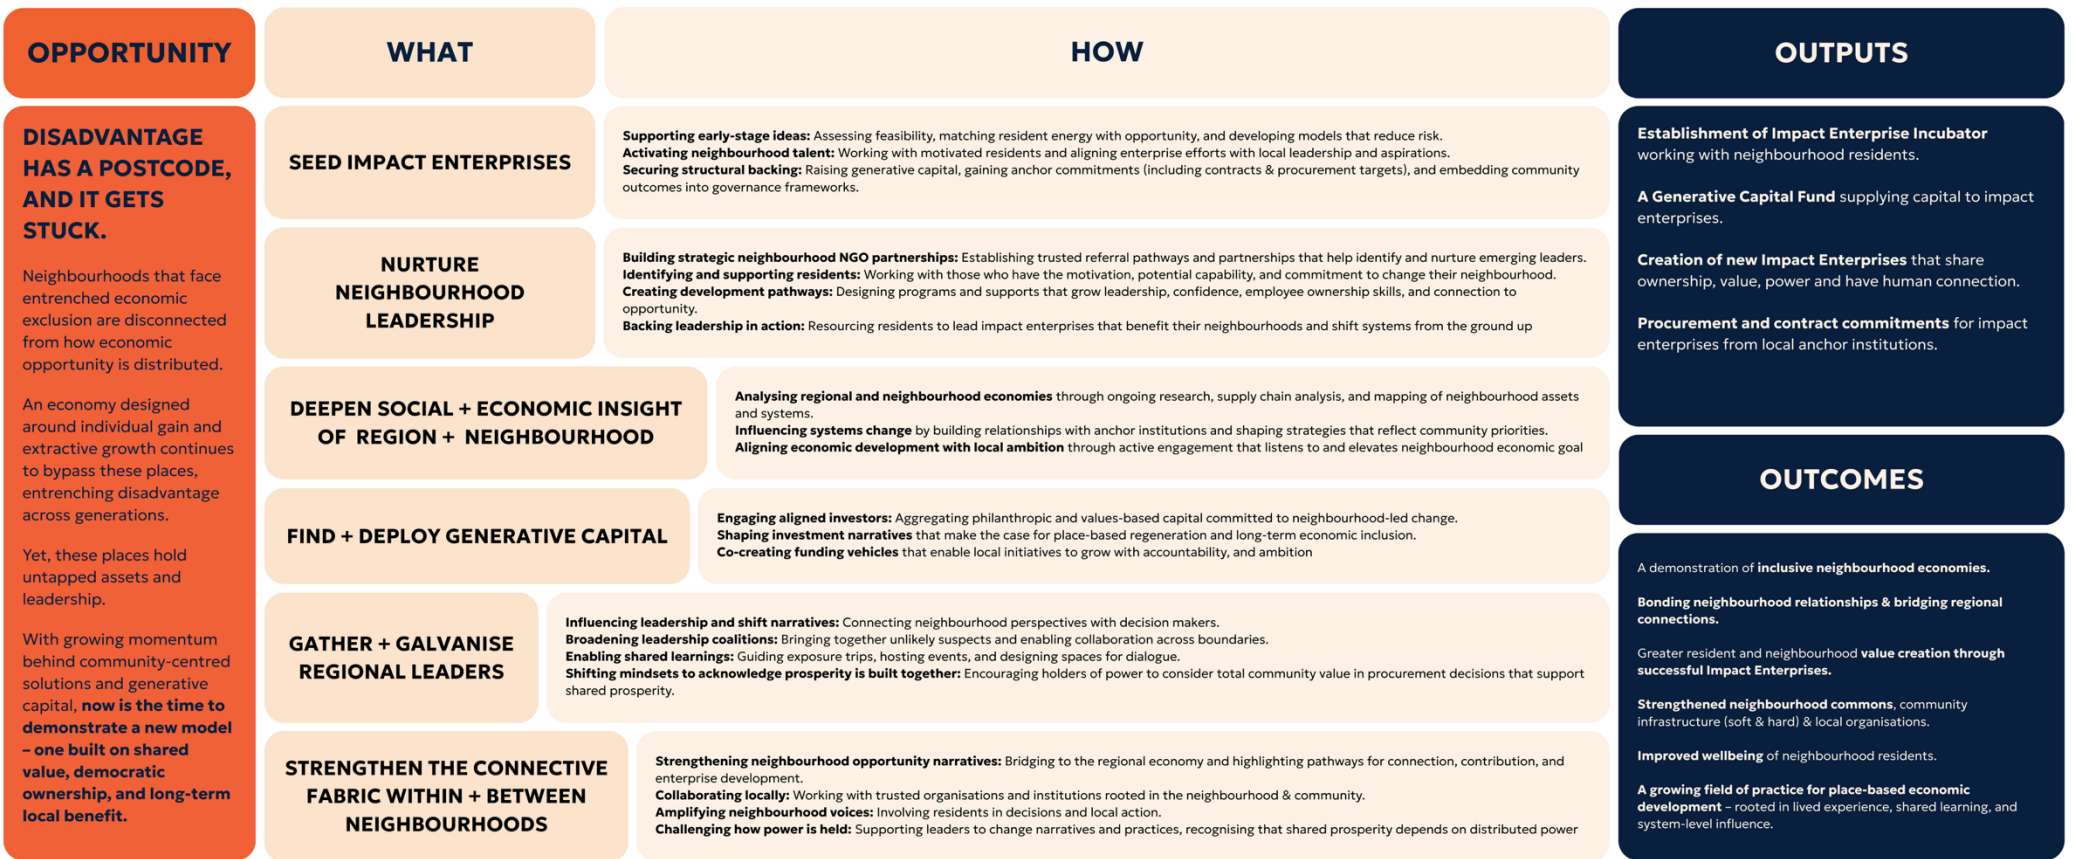 OPPORTUNITY
DISADVANTAGE
HAS A POSTCODE,
AND IT GETS
STUCK.
Neighbourhoods that face
entrenched economic
exclusion are disconnected
from how economic
opportunity is distributed.
An economy designed
around individual gain and
extractive growth continues
to bypass these places,
entrenching disadvantage
across generations.
Yet, these places hold
untapped assets and
leadership.
With growing momentum
behind community-centred
solutions and generative
capital, now is the time to
demonstrate a new model
– one built on shared
value, democratic
ownership, and long-term
local benefit.
WHAT
HOW
SEED IMPACT ENTERPRISES
Supporting early-stage ideas: Assessing feasibility, matching resident energy with opportunity, and developing models that reduce risk.
Activating neighbourhood talent: Working with motivated residents and aligning enterprise efforts with local leadership and aspirations.
Securing structural backing: Raising generative capital, gaining anchor commitments (including contracts & procurement targets), and embedding community
outcomes into governance frameworks.
NURTURE
NEIGHBOURHOOD
LEADERSHIP
Building strategic neighbourhood NGO partnerships: Establishing trusted referral pathways and partnerships that help identify and nurture emerging leaders.
Identifying and supporting residents: Working with those who have the motivation, potential capability, and commitment to change their neighbourhood.
Creating development pathways: Designing programs and supports that grow leadership, confidence, employee ownership skills, and connection to
opportunity.
Backing leadership in action: Resourcing residents to lead impact enterprises that benefit their neighbourhoods and shift systems from the ground up
DEEPEN SOCIAL + ECONOMIC INSIGHT
OF REGION + NEIGHBOURHOOD
Analysing regional and neighbourhood economies through ongoing research, supply chain analysis, and mapping of neighbourhood assets
and systems.
Influencing systems change by building relationships with anchor institutions and shaping strategies that reflect community priorities.
Aligning economic development with local ambition through active engagement that listens to and elevates neighbourhood economic goal
FIND + DEPLOY GENERATIVE CAPITAL
Engaging aligned investors: Aggregating philanthropic and values-based capital committed to neighbourhood-led change.
Shaping investment narratives that make the case for place-based regeneration and long-term economic inclusion.
Co-creating funding vehicles that enable local initiatives to grow with accountability, and ambition
GATHER + GALVANISE
REGIONAL LEADERS
Influencing leadership and shift narratives: Connecting neighbourhood perspectives with decision makers.
Broadening leadership coalitions: Bringing together unlikely suspects and enabling collaboration across boundaries.
Enabling shared learnings: Guiding exposure trips, hosting events, and designing spaces for dialogue.
Shifting mindsets to acknowledge prosperity is built together: Encouraging holders of power to consider total community value in procurement decisions that support
shared prosperity.
STRENGTHEN THE CONNECTIVE
FABRIC WITHIN + BETWEEN
NEIGHBOURHOODS
Strengthening neighbourhood opportunity narratives: Bridging to the regional economy and highlighting pathways for connection, contribution, and
enterprise development.
Collaborating locally: Working with trusted organisations and institutions rooted in the neighbourhood & community.
Amplifying neighbourhood voices: Involving residents in decisions and local action.
Challenging how power is held: Supporting leaders to change narratives and practices, recognising that shared prosperity depends on distributed power
OUTPUTS
Establishment of Impact Enterprise Incubator
working with neighbourhood residents.
A Generative Capital Fund supplying capital to impact
enterprises.
Creation of new Impact Enterprises that share
ownership, value, power and have human connection.
Procurement and contract commitments for impact
enterprises from local anchor institutions.
OUTCOMES
A demonstration of inclusive neighbourhood economies.
Bonding neighbourhood relationships & bridging regional
connections.
Greater resident and neighbourhood value creation through
successful Impact Enterprises.
Strengthened neighbourhood commons, community
infrastructure (soft & hard) & local organisations.
Improved wellbeing of neighbourhood residents.
A growing field of practice for place-based economic
development – rooted in lived experience, shared learning, and
system-level influence.